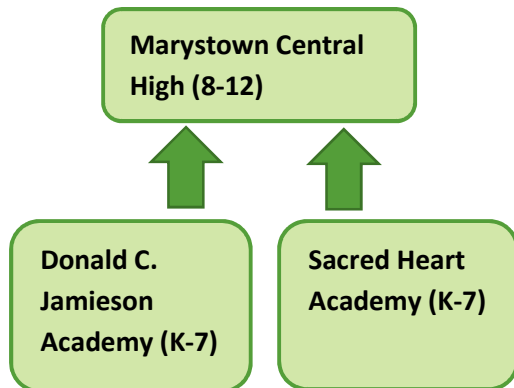 Marystown Central
High (8-12)
Donald C.
Jamieson
Academy (K-7)
Sacred Heart
Academy (K-7)